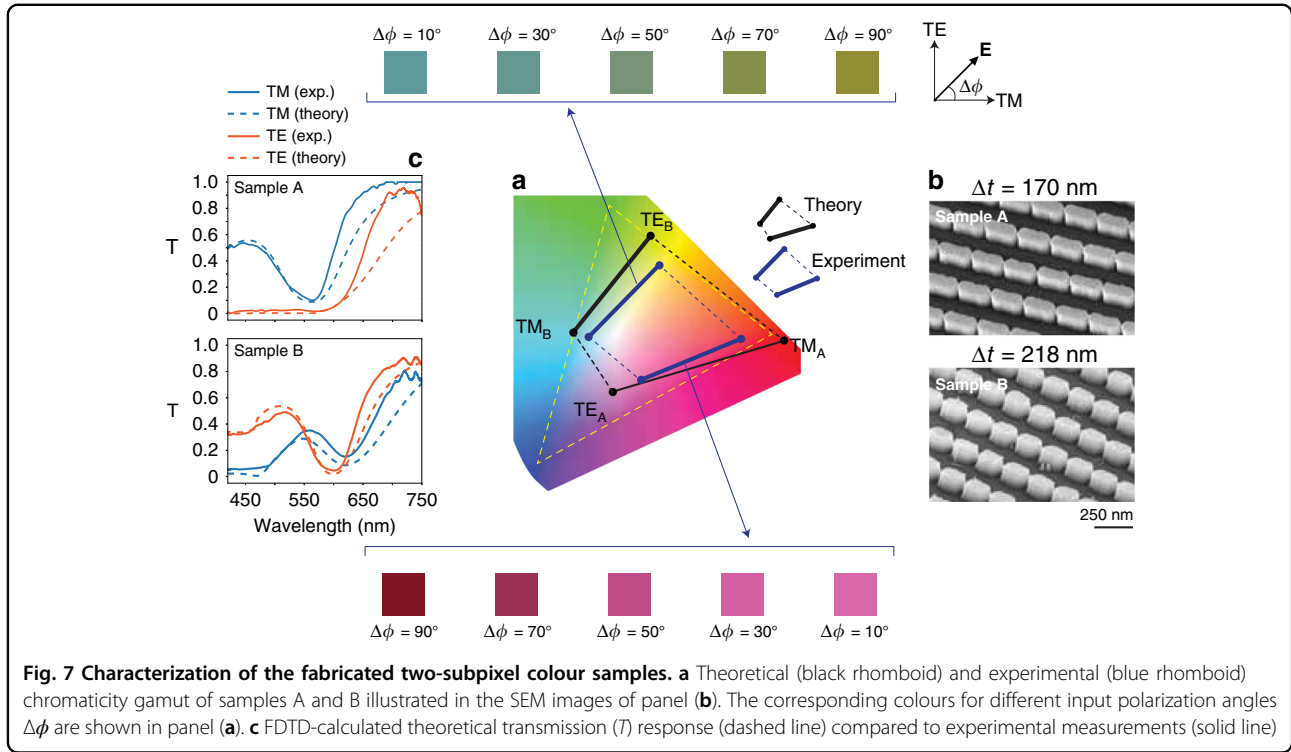 Δϕ = 10° Δϕ = 30° Δϕ = 50° Δϕ = 70° Δϕ = 90°
TE
E
Δϕ
TM
TM (exp.)
TM (theory)
TE (exp.)
TE (theory)
c
1.0
0.8
0.6
0.4
0.2
0
T
Sample A
1.0
0.8
0.6
0.4
0.2
0
T
Sample B
450 550 650 750
Wavelength (nm)
a
TE_B
TM_B
TE_A
TM_A
Theory
Experiment
b
Δt = 170 nm
Sample A
Δt = 218 nm
Sample B
250 nm
Δϕ = 90° Δϕ = 70° Δϕ = 50° Δϕ = 30° Δϕ = 10°
Fig. 7 Characterization of the fabricated two-subpixel colour samples. a Theoretical (black rhomboid) and experimental (blue rhomboid)
chromaticity gamut of samples A and B illustrated in the SEM images of panel (b). The corresponding colours for different input polarization angles
Δϕ are shown in panel (a). c FDTD-calculated theoretical transmission (T) response (dashed line) compared to experimental measurements (solid line)